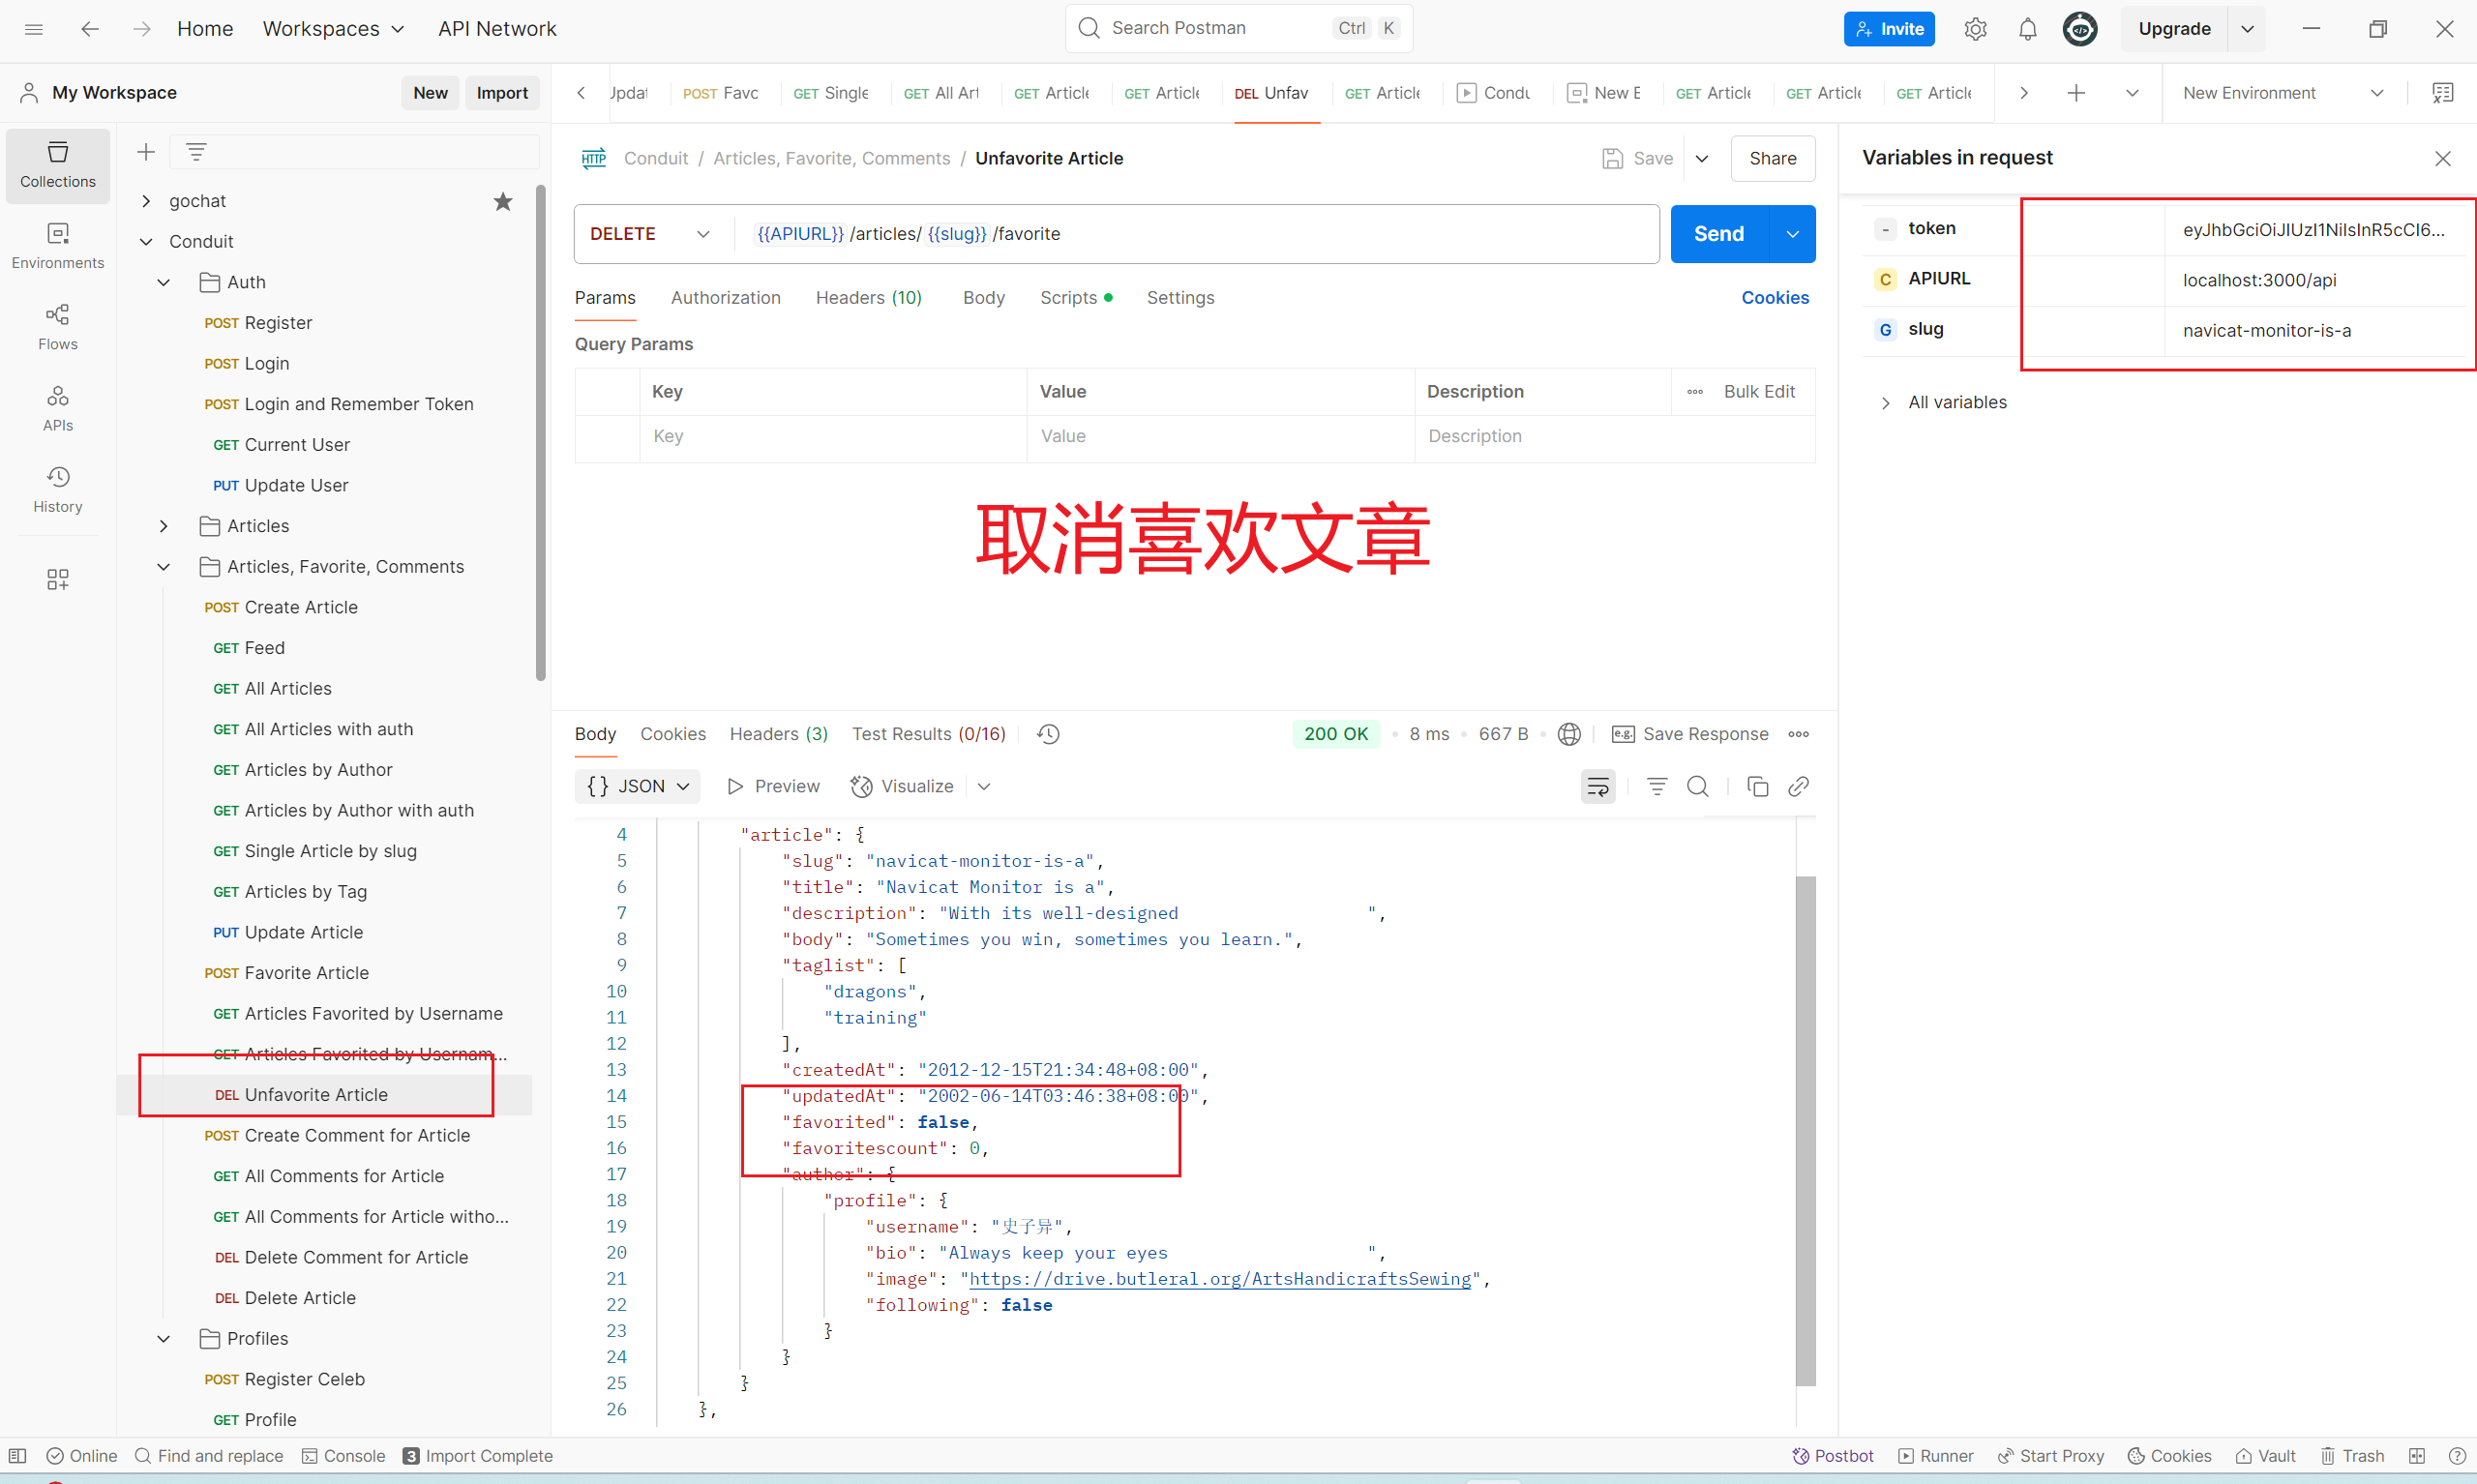 Home Workspaces API Network Search Postman Ctrl K Invite Upgrade
My Workspace New Import
Updat POST Favo GET Single GET All Art GET Article GET Article DEL Unfav GET Article Condu New E GET Article GET Article GET Article New Environment
Collections
Environments
Flows
APIs
History
gochat
Conduit
Auth
POST Register
POST Login
POST Login and Remember Token
GET Current User
PUT Update User
Articles
Articles, Favorite, Comments
POST Create Article
GET Feed
GET All Articles
GET All Articles with auth
GET Articles by Author
GET Articles by Author with auth
GET Single Article by slug
GET Articles by Tag
PUT Update Article
POST Favorite Article
GET Articles Favorited by Username
GET Articles Favorited by Usernam...
DEL Unfavorite Article
POST Create Comment for Article
GET All Comments for Article
GET All Comments for Article witho...
DEL Delete Comment for Article
DEL Delete Article
Profiles
POST Register Celeb
GET Profile
HTTP Conduit / Articles, Favorite, Comments / Unfavorite Article Save Share
DELETE {{APIURL}} /articles/ {{slug}} /favorite Send
Params Authorization Headers (10) Body Scripts Settings Cookies
Query Params
Key Value Description Bulk Edit
Key Value Description
取消喜欢文章
Body Cookies Headers (3) Test Results (0/16) 200 OK 8 ms 667 B e.g. Save Response
{} JSON Preview Visualize
4 "article": {
5 "slug": "navicat-monitor-is-a",
6 "title": "Navicat Monitor is a",
7 "description": "With its well-designed                  ",
8 "body": "Sometimes you win, sometimes you learn.",
9 "taglist": [
10 "dragons",
11 "training"
12 ],
13 "createdAt": "2012-12-15T21:34:48+08:00",
14 "updatedAt": "2002-06-14T03:46:38+08:00",
15 "favorited": false,
16 "favoritescount": 0,
17 "author": {
18 "profile": {
19 "username": "史子异",
20 "bio": "Always keep your eyes                   ",
21 "image": "https://drive.butleral.org/ArtsHandicraftsSewing",
22 "following": false
23 }
24 }
25 }
26 },
Variables in request
- token eyJhbGciOiJIUzI1NiIsInR5cCI6...
C APIURL localhost:3000/api
G slug navicat-monitor-is-a
All variables
Online Find and replace Console 3 Import Complete Postbot Runner Start Proxy Cookies Vault Trash